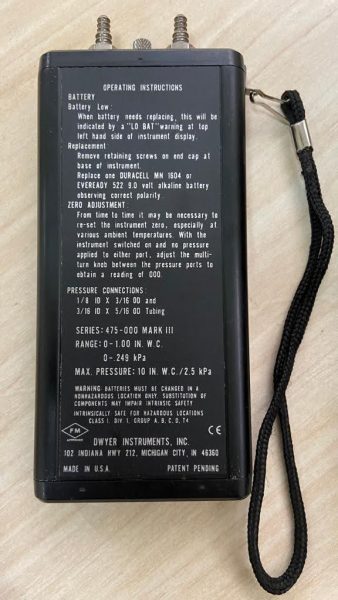 OPERATING INSTRUCTIONS
BATTERY
Battery Low:
When battery needs replacing, this will be
indicated by a "LO BAT" warning at top
left hand side of instrument display.
Replacement
Remove retaining screws on end cap at
base of instrument.
Replace one DURACELL MN 1604 or
EVEREADY 522 9.0 volt alkaline battery
observing correct polarity.
ZERO ADJUSTMENT:
From time to time it may be necessary to
re-set the instrument zero, especially at
various ambient temperatures. With the
instrument switched on and no pressure
applied to either port, adjust the multi-
turn knob between the pressure ports to
obtain a reading of 000.
PRESSURE CONNECTIONS:
1/8 ID X 3/16 OD and
3/16 ID X 5/16 OD Tubing
SERIES: 475-000 MARK III
RANGE: 0-1.00 IN. W.C.
0-.249 kPa
MAX. PRESSURE: 10 IN. W.C./2.5 kPa
WARNING: BATTERIES MUST BE CHANGED IN A
NONHAZARDOUS LOCATION ONLY. SUBSTITUTION OF
COMPONENTS MAY IMPAIR INTRINSIC SAFETY
INTRINSICALLY SAFE FOR HAZARDOUS LOCATIONS
CLASS I, DIV. 1, GROUP A, B, C, D, T4
FM
APPROVED
CE
DWYER INSTRUMENTS, INC.
102 INDIANA HWY 212, MICHIGAN CITY, IN 46360
MADE IN U.S.A. PATENT PENDING